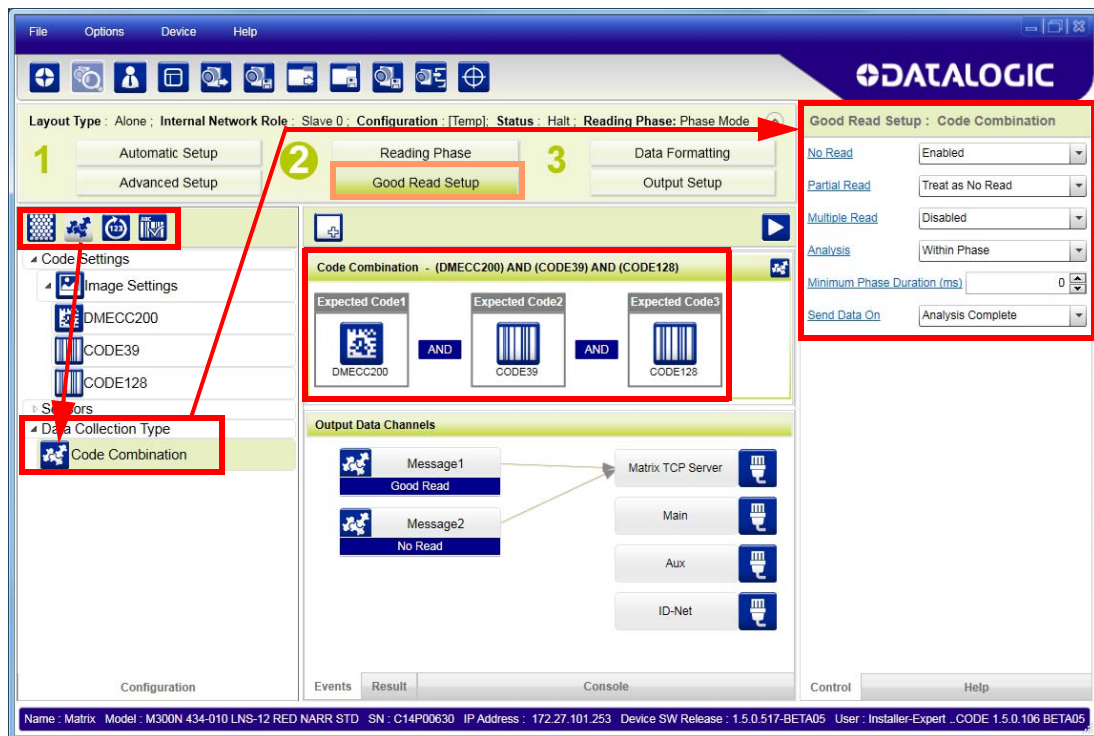 File Options Device Help
DATALOGIC
Layout Type : Alone ; Internal Network Role : Slave 0 ; Configuration : [Temp]; Status : Halt ; Reading Phase: Phase Mode
1
Automatic Setup
Advanced Setup
2
Reading Phase
Good Read Setup
3
Data Formatting
Output Setup
123
ABC
Code Settings
Image Settings
DMECC200
CODE39
CODE128
Sensors
Data Collection Type
Code Combination
Configuration
Code Combination - (DMECC200) AND (CODE39) AND (CODE128)
Expected Code1
DMECC200
AND
Expected Code2
CODE39
AND
Expected Code3
CODE128
Output Data Channels
Message1
Good Read
Message2
No Read
Matrix TCP Server
Main
Aux
ID-Net
Events Result Console
Good Read Setup : Code Combination
No Read Enabled
Partial Read Treat as No Read
Multiple Read Disabled
Analysis Within Phase
Minimum Phase Duration (ms) 0
Send Data On Analysis Complete
Control Help
Name : Matrix Model : M300N 434-010 LNS-12 RED NARR STD SN : C14P00630 IP Address : 172.27.101.253 Device SW Release : 1.5.0.517-BETA05 User : Installer-Expert ..CODE 1.5.0.106 BETA05